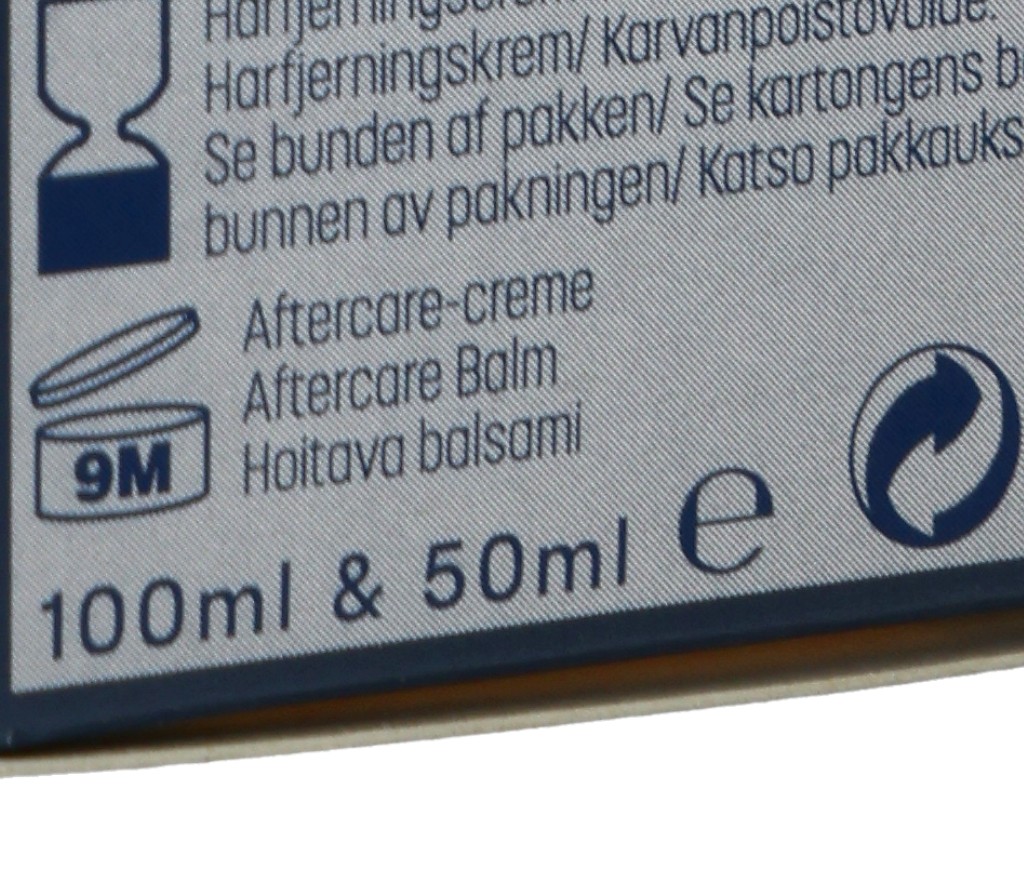 Harfjerningskrem/ Karvanpoistovoide.
Se bunden af pakken/ Se kartongens
bunnen av pakningen/ Katso
Aftercare-creme
Aftercare Balm
Hoitava balsami
9M
100ml & 50ml e